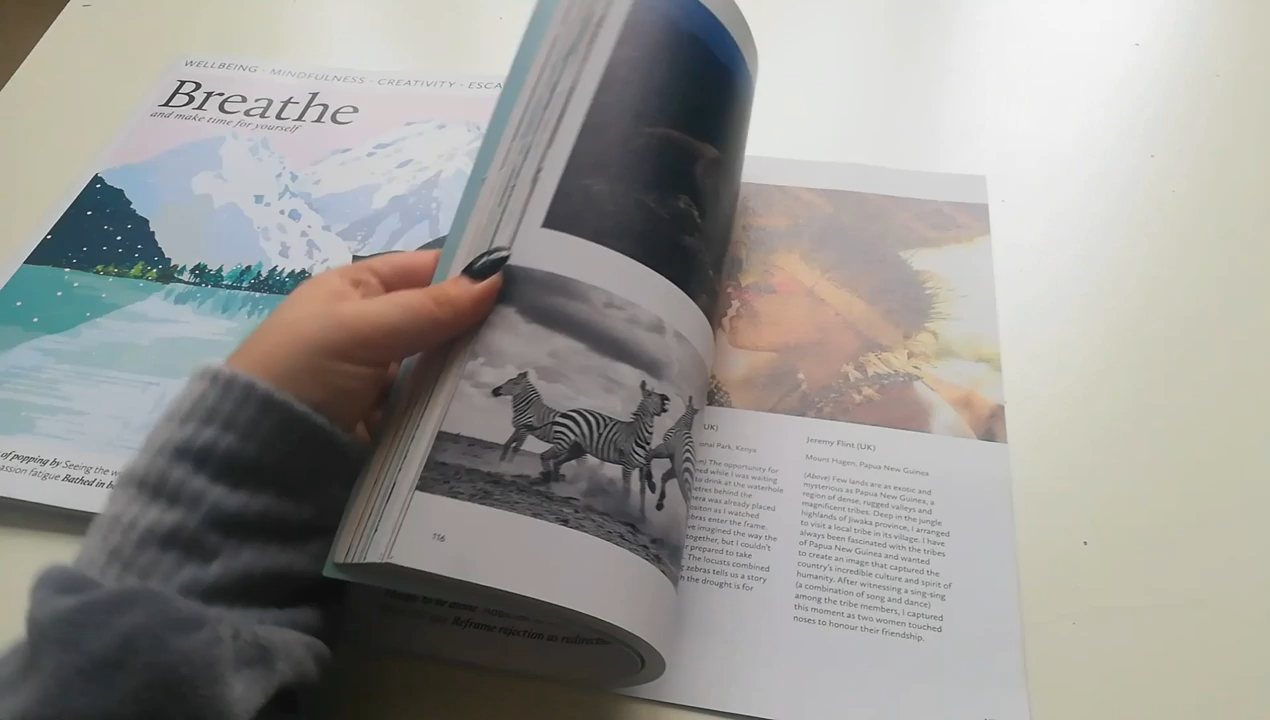 WELLBEING · MINDFULNESS · CREATIVITY · ESCA
Breathe
and make time for yourself
of popping by Seeing the w
assion fatigue Bathed in b
116
Reframe rejection as redirection
UK)
onal Park, Kenya
The opportunity for
ed while I was waiting
to drink at the waterhole
etres behind the
era was already placed
ositon as I watched
bras enter the frame.
ve imagined the way the
together, but I couldn't
r prepared to take
. The locusts combined
g zebras tells us a story
h the drought is for
Jeremy Flint (UK)
Mount Hagen, Papua New Guinea
(Above) Few lands are as exotic and
mysterious as Papua New Guinea, a
region of dense, rugged valleys and
magnificent tribes. Deep in the jungle
highlands of Jiwaka province, I arranged
to visit a local tribe in its village. I have
always been fascinated with the tribes
of Papua New Guinea and wanted
to create an image that captured the
country's incredible culture and spirit of
humanity. After witnessing a sing-sing
(a combination of song and dance)
among the tribe members, I captured
this moment as two women touched
noses to honour their friendship.